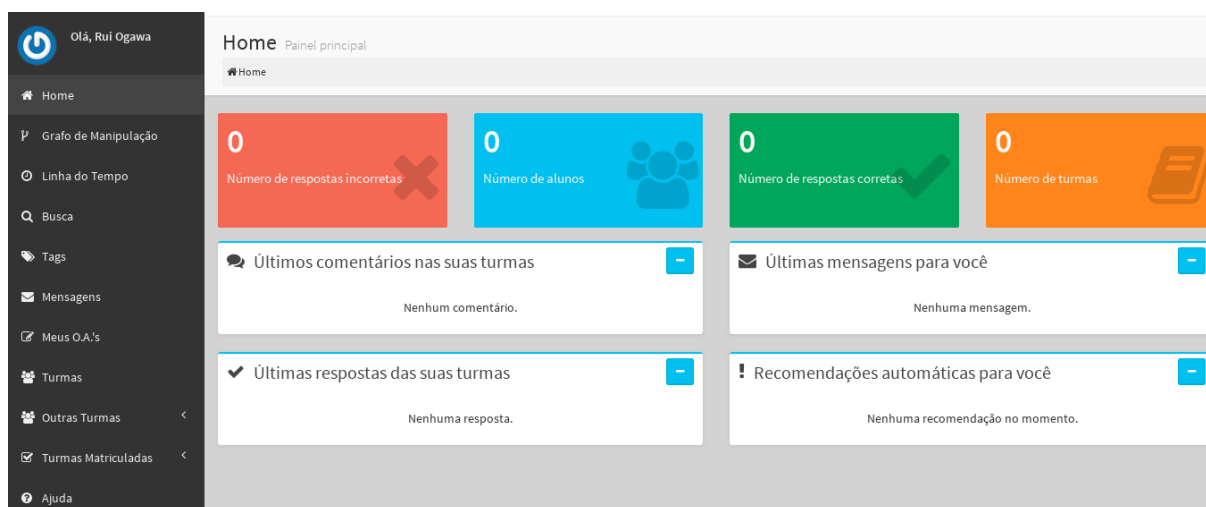 Olá, Rui Ogawa
Home
Grafo de Manipulação
Linha do Tempo
Busca
Tags
Mensagens
Meus O.A.'s
Turmas
Outras Turmas
Turmas Matriculadas
Ajuda
Home Painel principal
Home
0
Número de respostas incorretas
0
Número de alunos
0
Número de respostas corretas
0
Número de turmas
Últimos comentários nas suas turmas
Nenhum comentário.
Últimas mensagens para você
Nenhuma mensagem.
Últimas respostas das suas turmas
Nenhuma resposta.
Recomendações automáticas para você
Nenhuma recomendação no momento.